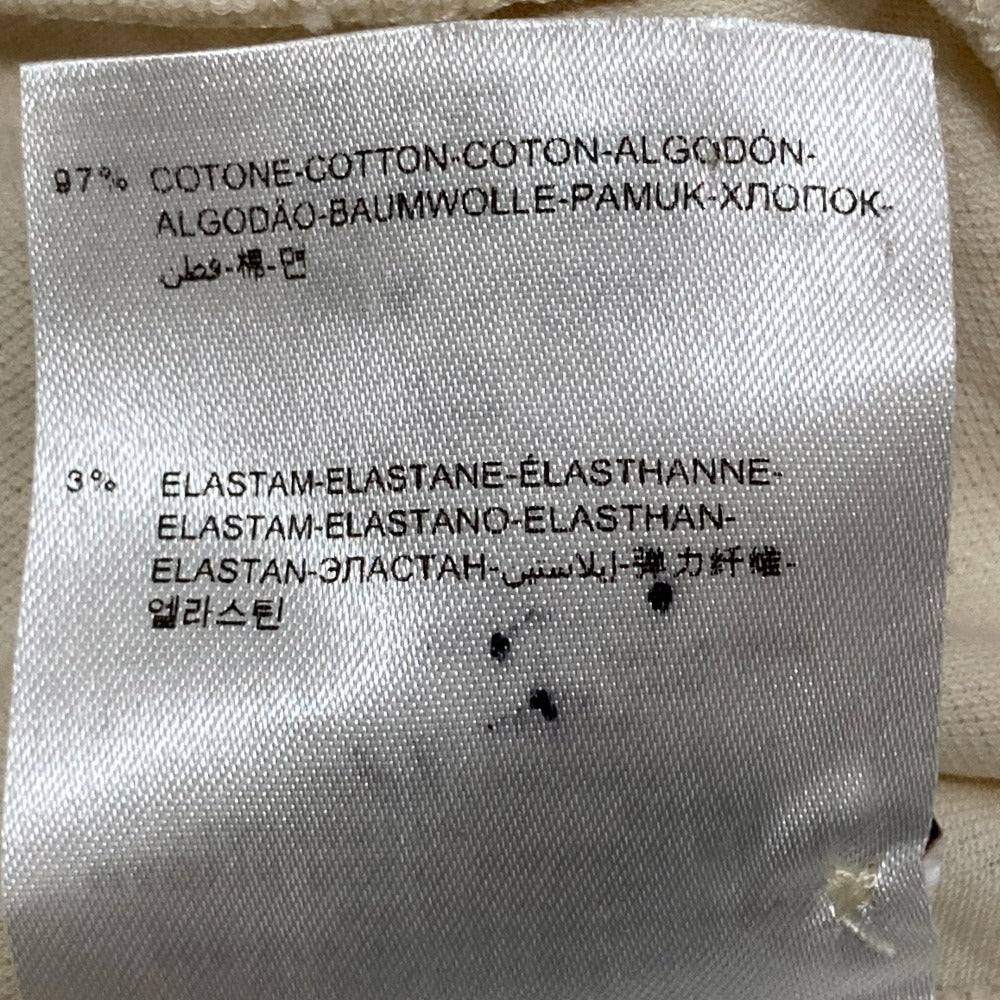 97% COTONE-COTTON-COTON-ALGODÓN-
ALGODÃO-BAUMWOLLE-PAMUK-ХЛОПОК-
قطن-棉-면
3% ELASTAM-ELASTANE-ÉLASTHANNE-
ELASTAM-ELASTANO-ELASTHAN-
ELASTAN-ЭЛАСТАН-إيلاستس-弹力纤维-
엘라스틴